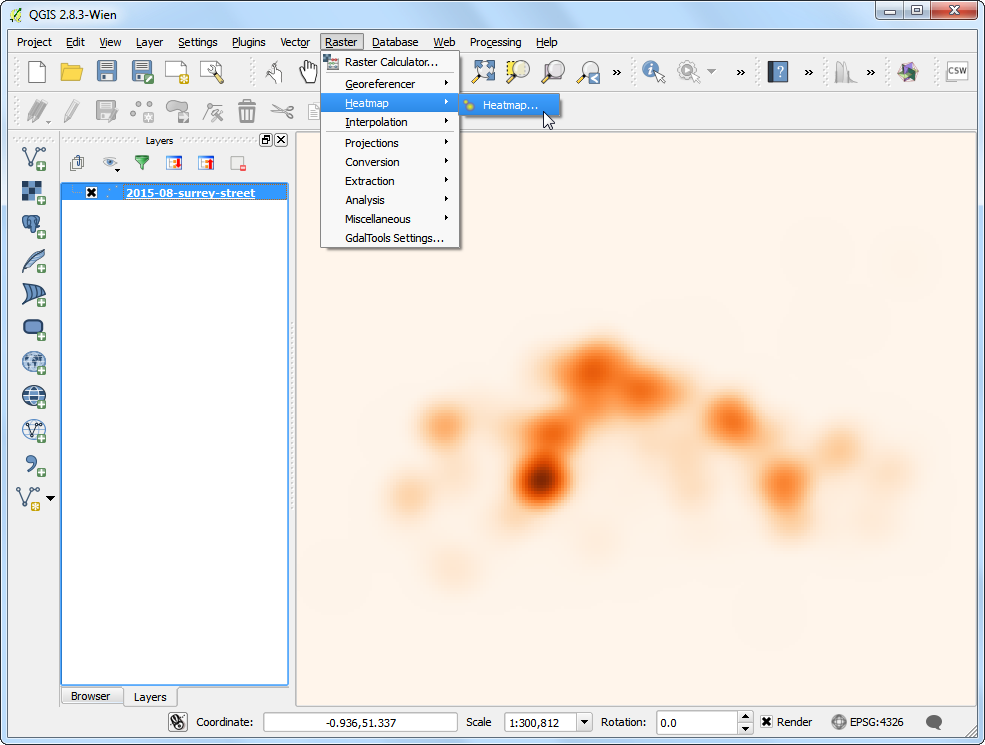 QGIS 2.8.3-Wien
Project Edit View Layer Settings Plugins Vector Raster Database Web Processing Help
Raster Calculator...
Georeferencer
Heatmap
Heatmap...
Interpolation
Projections
Conversion
Extraction
Analysis
Miscellaneous
GdalTools Settings...
» » » »
CSW
Layers
2015-08-surrey-street
Browser Layers
Coordinate: -0.936,51.337 Scale 1:300,812 Rotation: 0.0 Render EPSG:4326